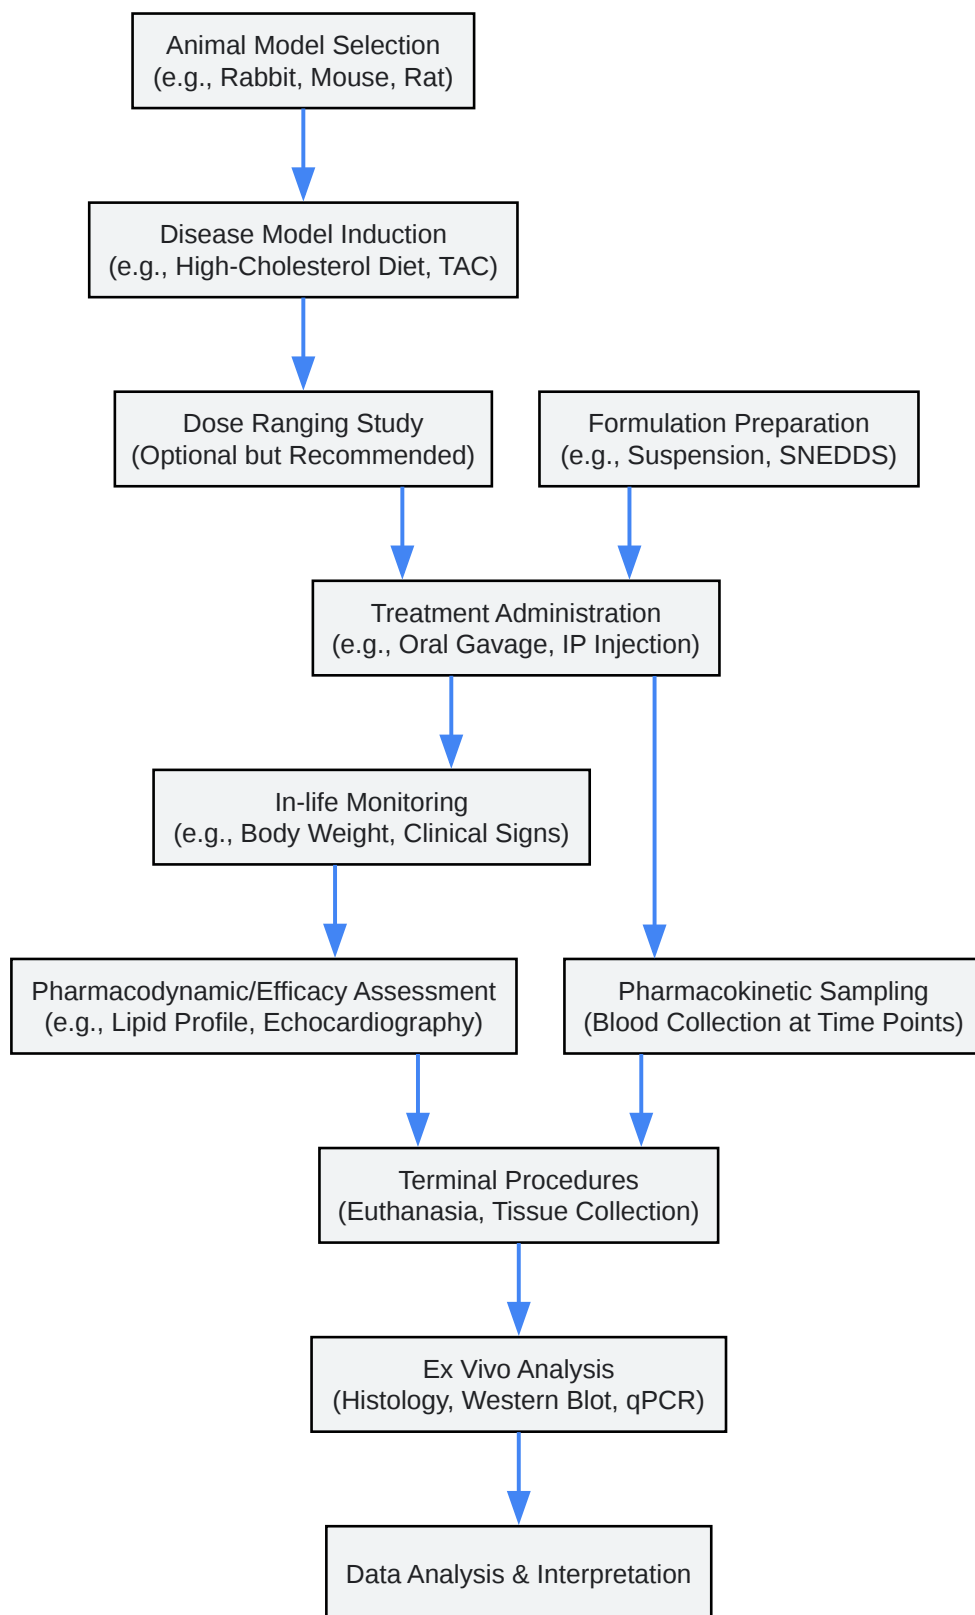 Animal Model Selection
(e.g., Rabbit, Mouse, Rat)
Disease Model Induction
(e.g., High-Cholesterol Diet, TAC)
Dose Ranging Study
(Optional but Recommended)
Formulation Preparation
(e.g., Suspension, SNEDDS)
Treatment Administration
(e.g., Oral Gavage, IP Injection)
In-life Monitoring
(e.g., Body Weight, Clinical Signs)
Pharmacodynamic/Efficacy Assessment
(e.g., Lipid Profile, Echocardiography)
Pharmacokinetic Sampling
(Blood Collection at Time Points)
Terminal Procedures
(Euthanasia, Tissue Collection)
Ex Vivo Analysis
(Histology, Western Blot, qPCR)
Data Analysis & Interpretation